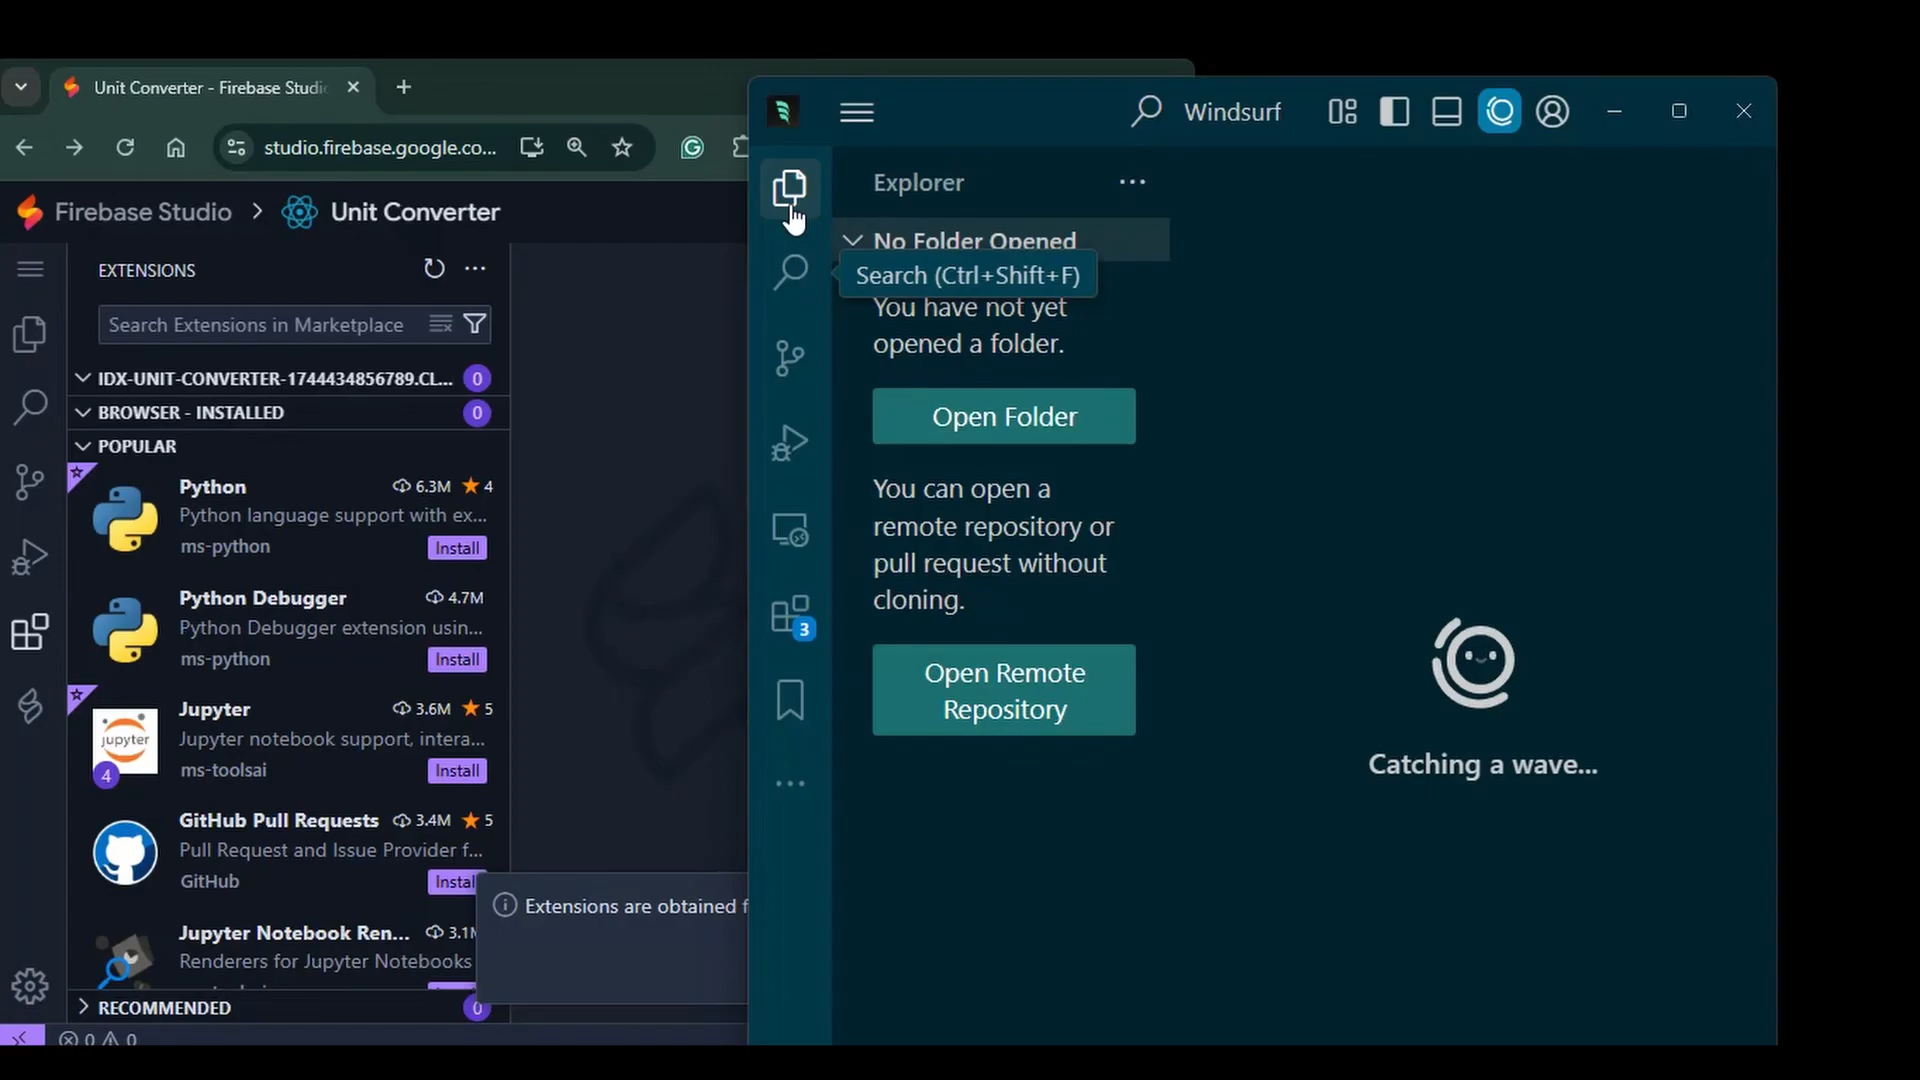 Unit Converter - Firebase Studi
studio.firebase.google.co...
Firebase Studio > Unit Converter
EXTENSIONS
Search Extensions in Marketplace
IDX-UNIT-CONVERTER-1744434856789.CL... 0
BROWSER - INSTALLED 0
POPULAR
Python 6.3M 4
Python language support with ex...
ms-python Install
Python Debugger 4.7M
Python Debugger extension usin...
ms-python Install
Jupyter 3.6M 5
Jupyter notebook support, intera...
jupyter
ms-toolsai Install
4
GitHub Pull Requests 3.4M 5
Pull Request and Issue Provider f...
GitHub Instal
Extensions are obtained f
Jupyter Notebook Ren... 3.1M
Renderers for Jupyter Notebooks
RECOMMENDED 0
0 0
Windsurf
Explorer
No Folder Opened
Search (Ctrl+Shift+F)
You have not yet
opened a folder.
Open Folder
You can open a
remote repository or
pull request without
cloning.
3
Open Remote
Repository
Catching a wave...